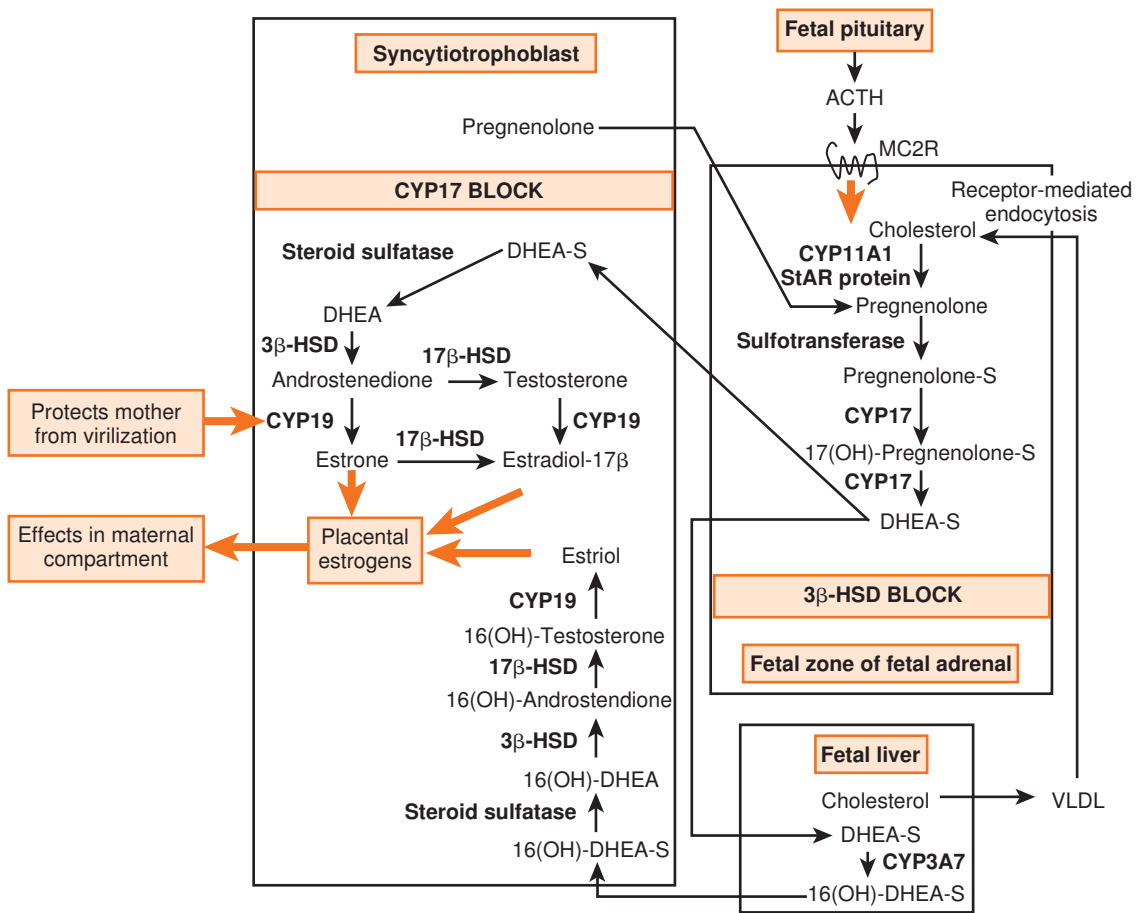 Syncytiotrophoblast
Pregnenolone
CYP17 BLOCK
Steroid sulfatase
DHEA-S
DHEA
3β-HSD
17β-HSD
Androstenedione
Testosterone
CYP19
CYP19
17β-HSD
Estrone
Estradiol-17β
Protects mother
from virilization
Effects in maternal
compartment
Placental
estrogens
Estriol
CYP19
16(OH)-Testosterone
17β-HSD
16(OH)-Androstendione
3β-HSD
16(OH)-DHEA
Steroid sulfatase
16(OH)-DHEA-S
Fetal pituitary
ACTH
MC2R
Receptor-mediated
endocytosis
Cholesterol
CYP11A1
StAR protein
Pregnenolone
Sulfotransferase
Pregnenolone-S
CYP17
17(OH)-Pregnenolone-S
CYP17
DHEA-S
3β-HSD BLOCK
Fetal zone of fetal adrenal
Fetal liver
Cholesterol
VLDL
DHEA-S
CYP3A7
16(OH)-DHEA-S